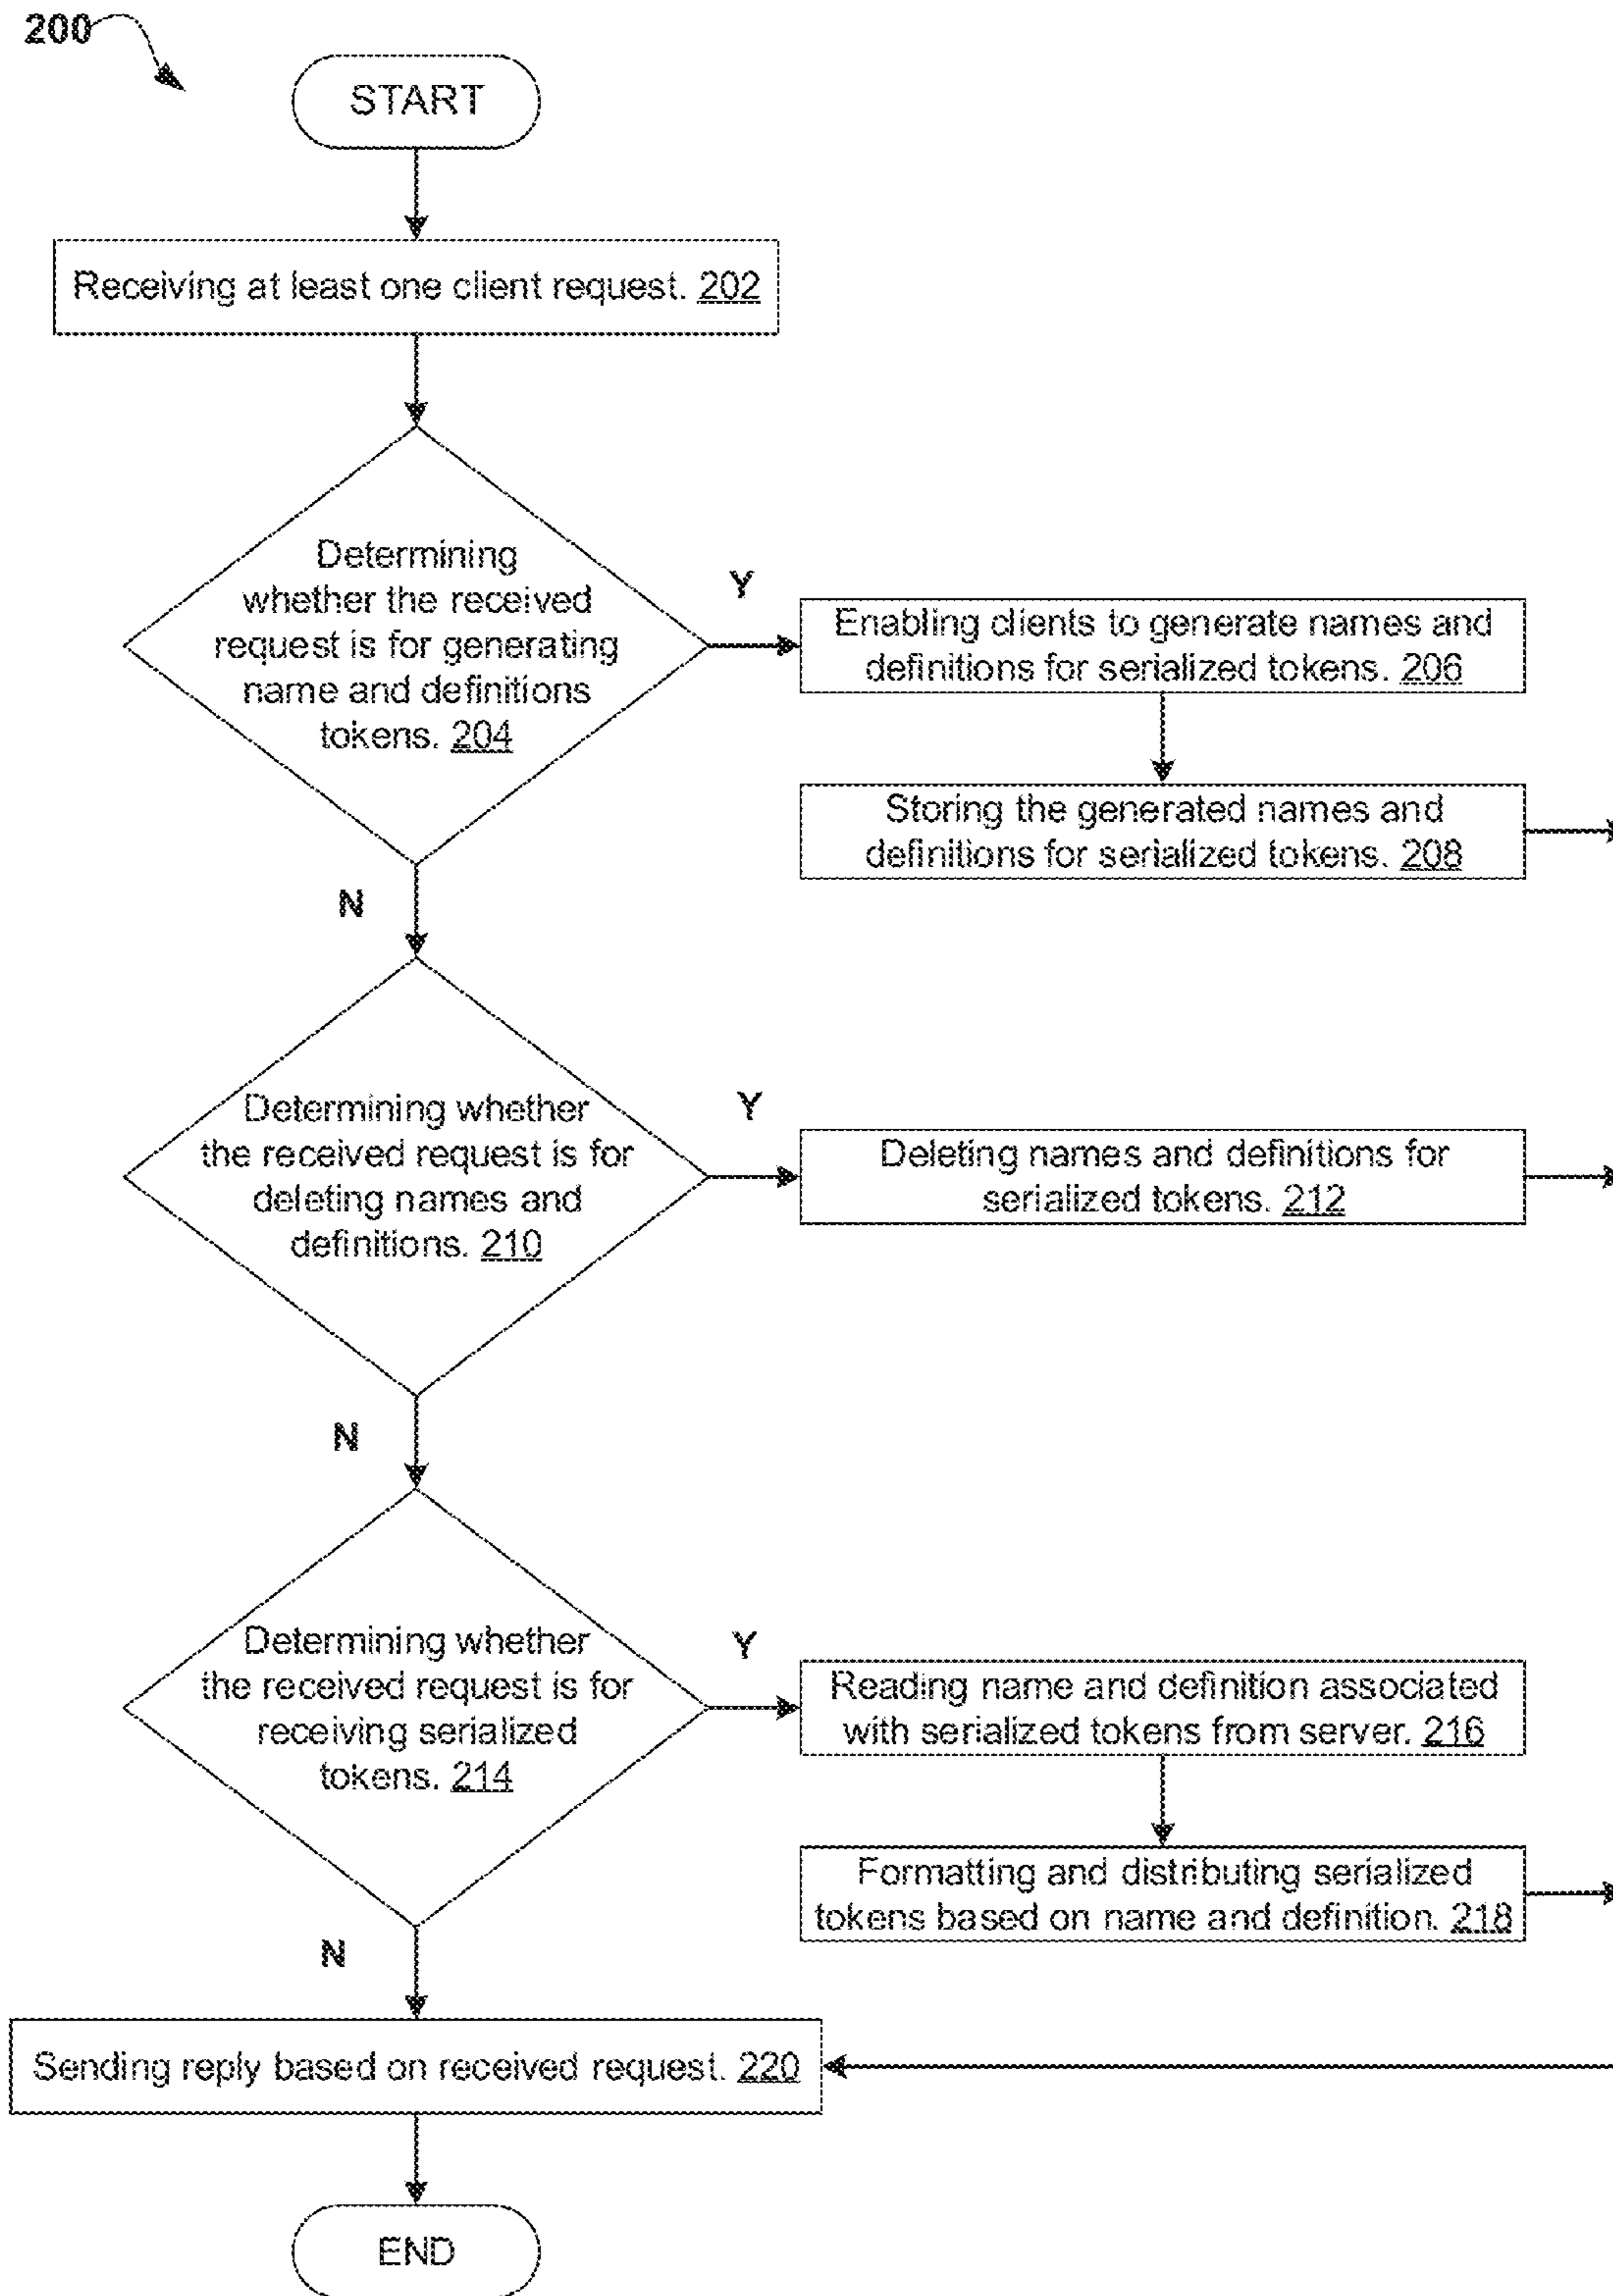 200
START
Receiving at least one client request. 202
Determining
whether the received
request is for generating
name and definitions
tokens. 204
Y
Enabling clients to generate names and
definitions for serialized tokens. 206
Storing the generated names and
definitions for serialized tokens. 208
N
Determining whether
the received request is for
deleting names and
definitions. 210
Y
Deleting names and definitions for
serialized tokens. 212
N
Determining whether
the received request is for
receiving serialized
tokens. 214
Y
Reading name and definition associated
with serialized tokens from server. 216
Formatting and distributing serialized
tokens based on name and definition. 218
N
Sending reply based on received request. 220
END